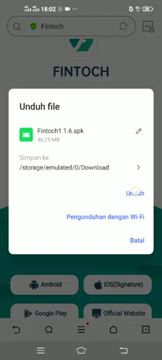 18:02
Fintoch
FINTOCH
Unduh file
Fintoch1.1.6.apk
46,25 MB
Simpan ke
/storage/emulated/0/Download
Unduh
Pengunduhan dengan Wi-Fi
Batal
Android
iOS(Signature)
Google Play
Official Website